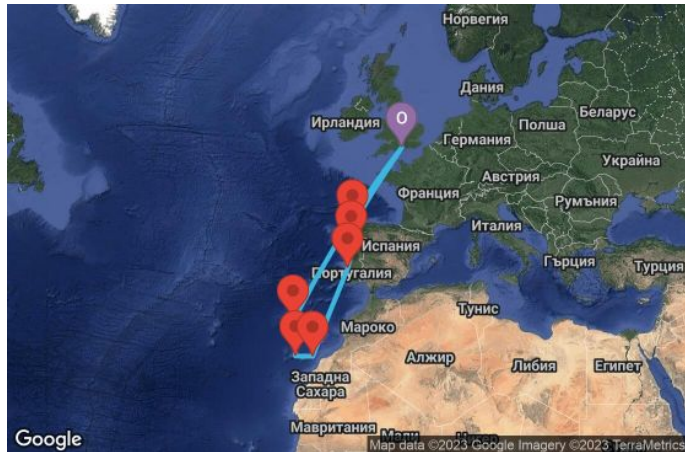 Норвегия
Дания
Ирландия
O
Полша
Беларус
Германия
Украйна
Австрия
Франция
Румъния
Италия
Испания
Гърция
Турция
Португалия
Тунис
Мароко
Алжир
Либия
Египет
Западна
Сахара
Мавритания
Мали
Google
Map data ©2023 Google Imagery ©2023 TerraMetrics